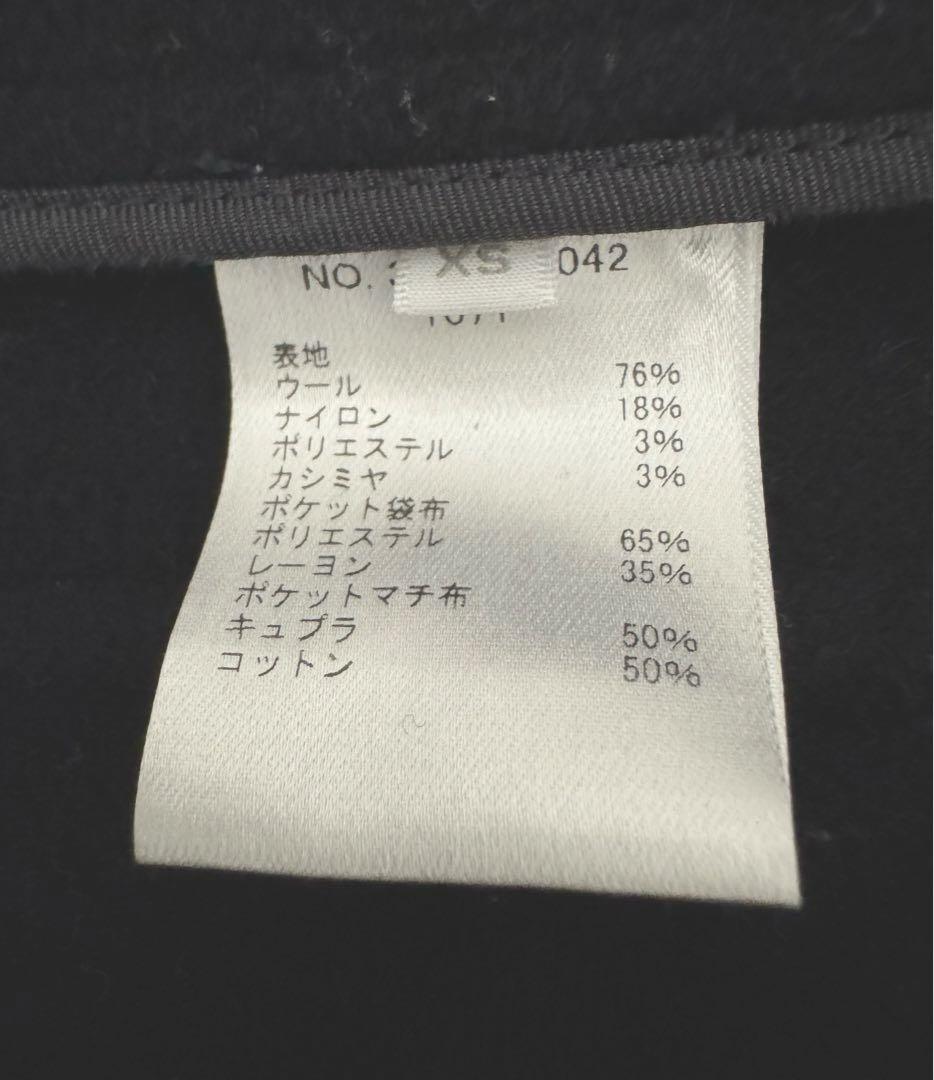 XS
NO. 042
表地
ウール 76%
ナイロン 18%
ポリエステル 3%
カシミヤ 3%
ポケット袋布
ポリエステル 65%
レーヨン 35%
ポケットマチ布
キュプラ 50%
コットン 50%